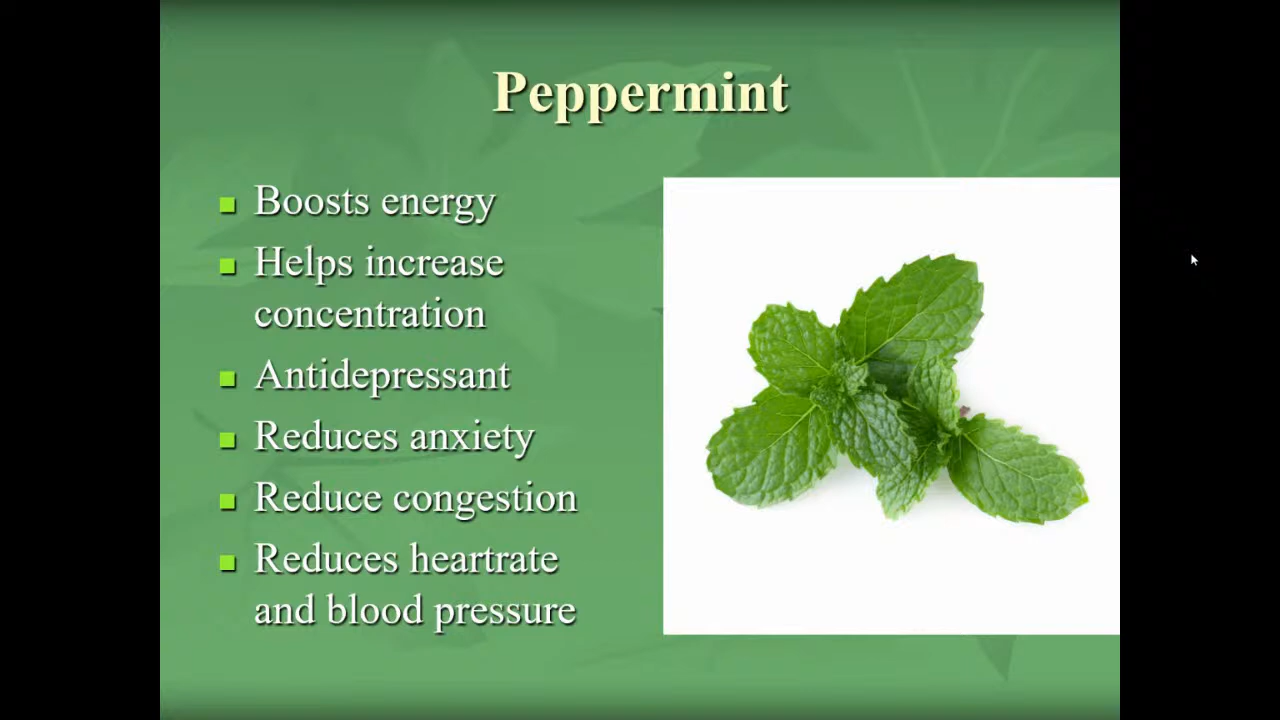 Peppermint
Boosts energy
Helps increase
concentration
Antidepressant
Reduces anxiety
Reduce congestion
Reduces heartrate
and blood pressure